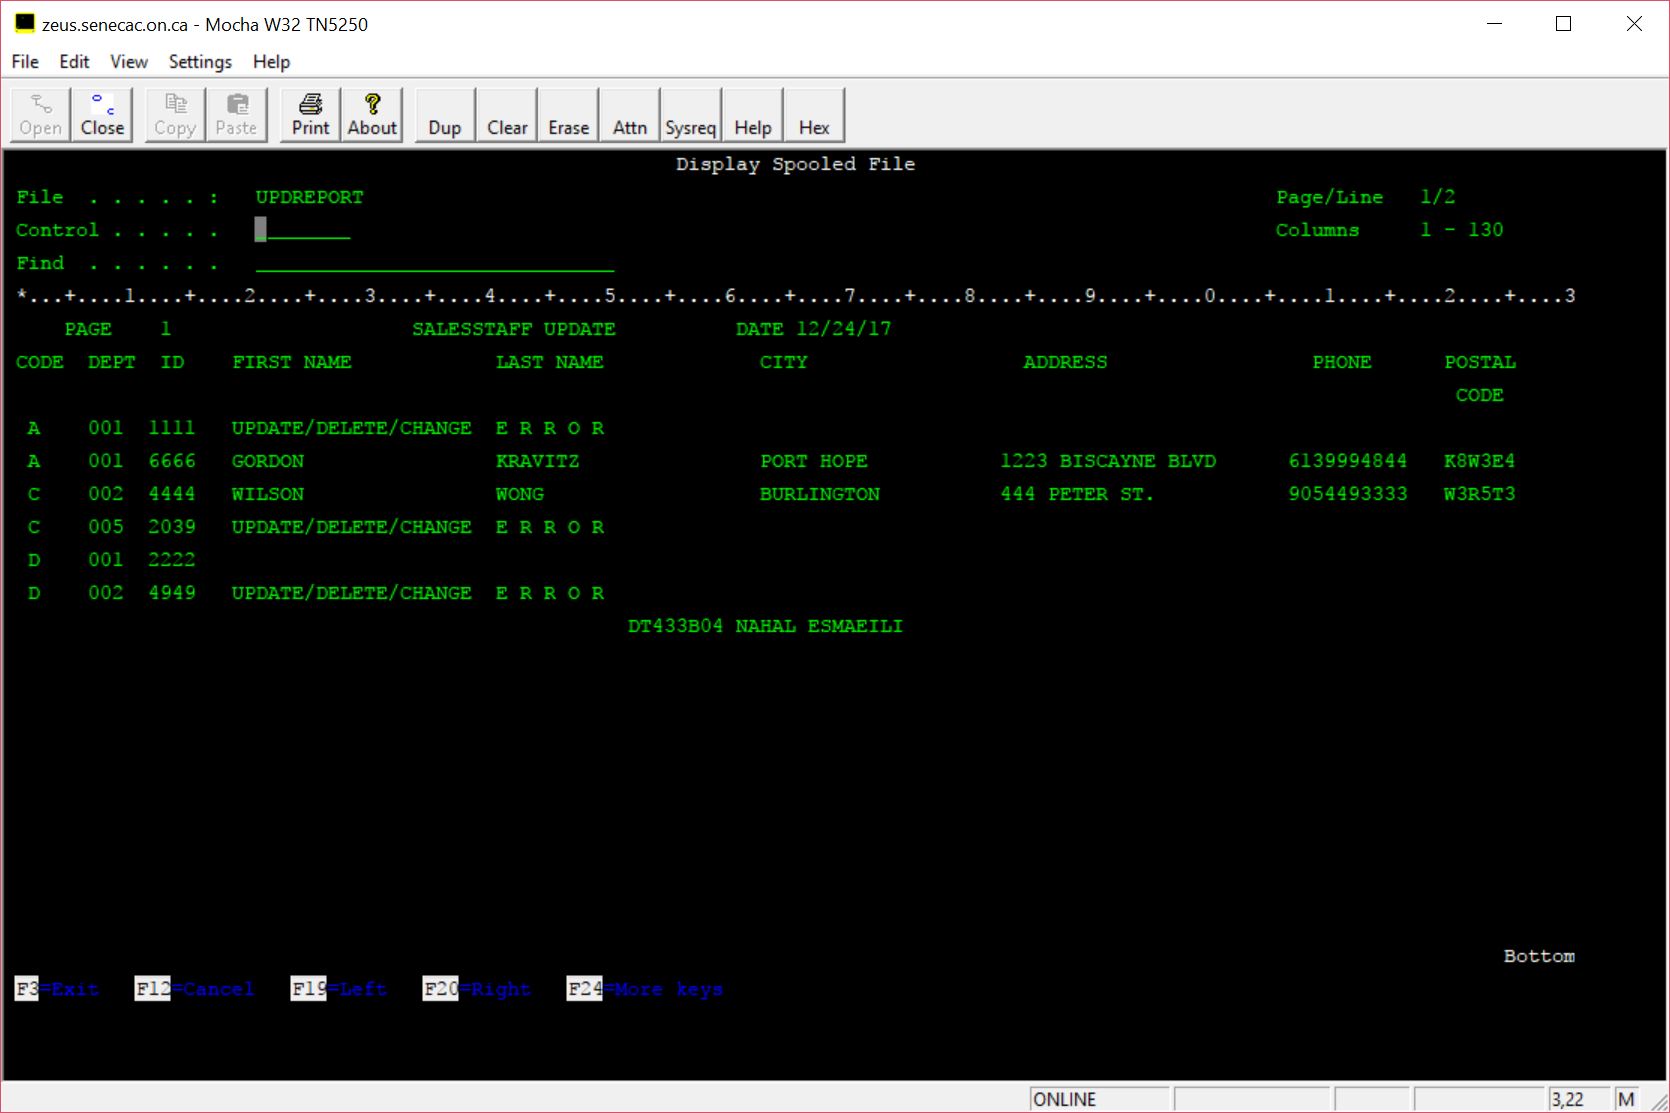 zeus.senecac.on.ca - Mocha W32 TN5250
File Edit View Settings Help
Open Close Copy Paste Print About Dup Clear Erase Attn Sysreq Help Hex
Display Spooled File
File . . . . . : UPDREPORT Page/Line 1/2
Control . . . . . Columns 1 - 130
Find . . . . . .
*...+....1....+....2....+....3....+....4....+....5....+....6....+....7....+....8....+....9....+....0....+....1....+....2....+....3
PAGE 1 SALESSTAFF UPDATE DATE 12/24/17
CODE DEPT ID FIRST NAME LAST NAME CITY ADDRESS PHONE POSTAL
CODE
A 001 1111 UPDATE/DELETE/CHANGE E R R O R
A 001 6666 GORDON KRAVITZ PORT HOPE 1223 BISCAYNE BLVD 6139994844 K8W3E4
C 002 4444 WILSON WONG BURLINGTON 444 PETER ST. 9054493333 W3R5T3
C 005 2039 UPDATE/DELETE/CHANGE E R R O R
D 001 2222
D 002 4949 UPDATE/DELETE/CHANGE E R R O R
DT433B04 NAHAL ESMAEILI
Bottom
F3=Exit F12=Cancel F19=Left F20=Right F24=More keys
ONLINE 3,22 M